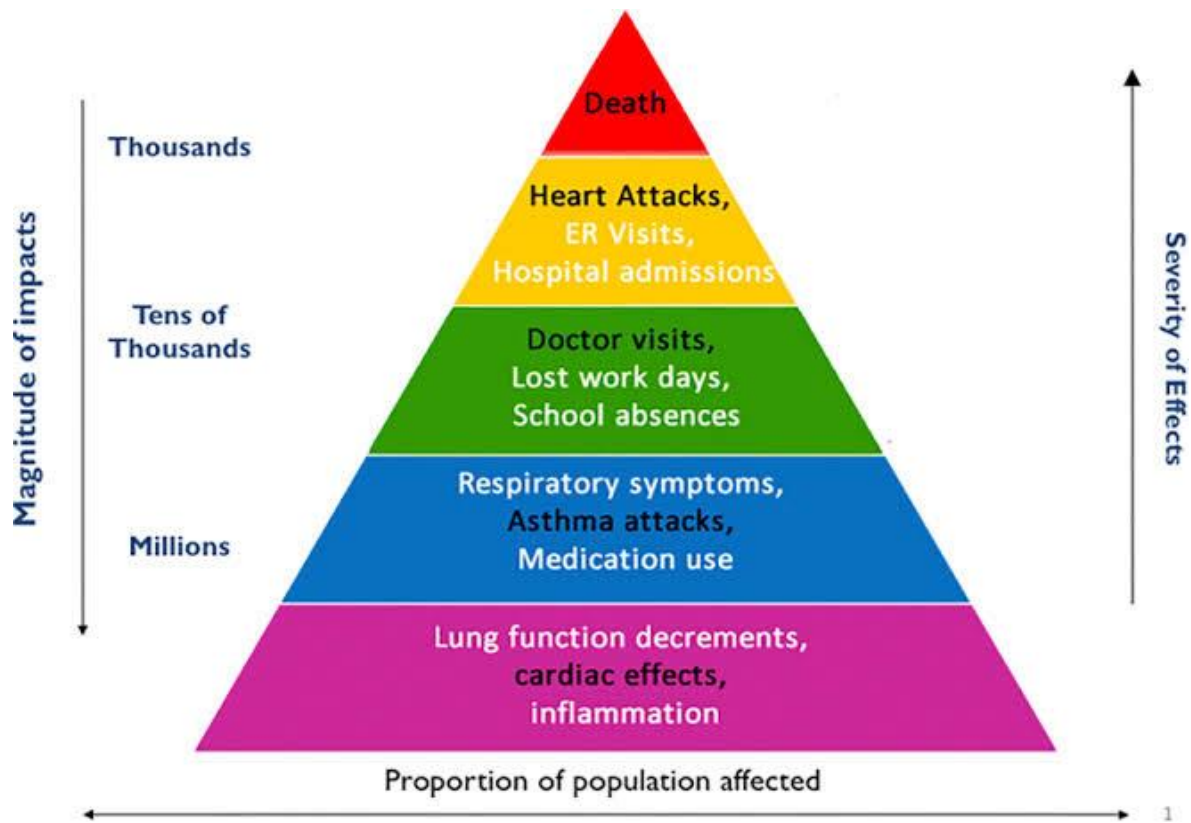 Death
Thousands
Heart Attacks,
ER Visits,
Hospital admissions
Tens of
Thousands
Doctor visits,
Lost work days,
School absences
Magnitude of impacts
Severity of Effects
Respiratory symptoms,
Asthma attacks,
Medication use
Millions
Lung function decrements,
cardiac effects,
inflammation
Proportion of population affected
1